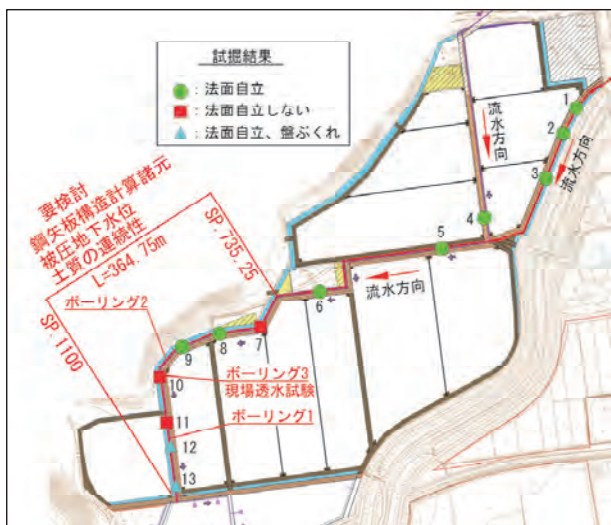 試掘結果
：法面自立
：法面自立しない
：法面自立、盤ぶくれ
1
2
3
流水方向
流水方向
4
5
流水方向
6
7
8
9
10
11
12
13
要検討
鋼矢板構造計算諸元
被圧地下水位
土質の連続性
L=364.75m
SP.735.25
SP.1100
ボーリング2
ボーリング3
現場透水試験
ボーリング1